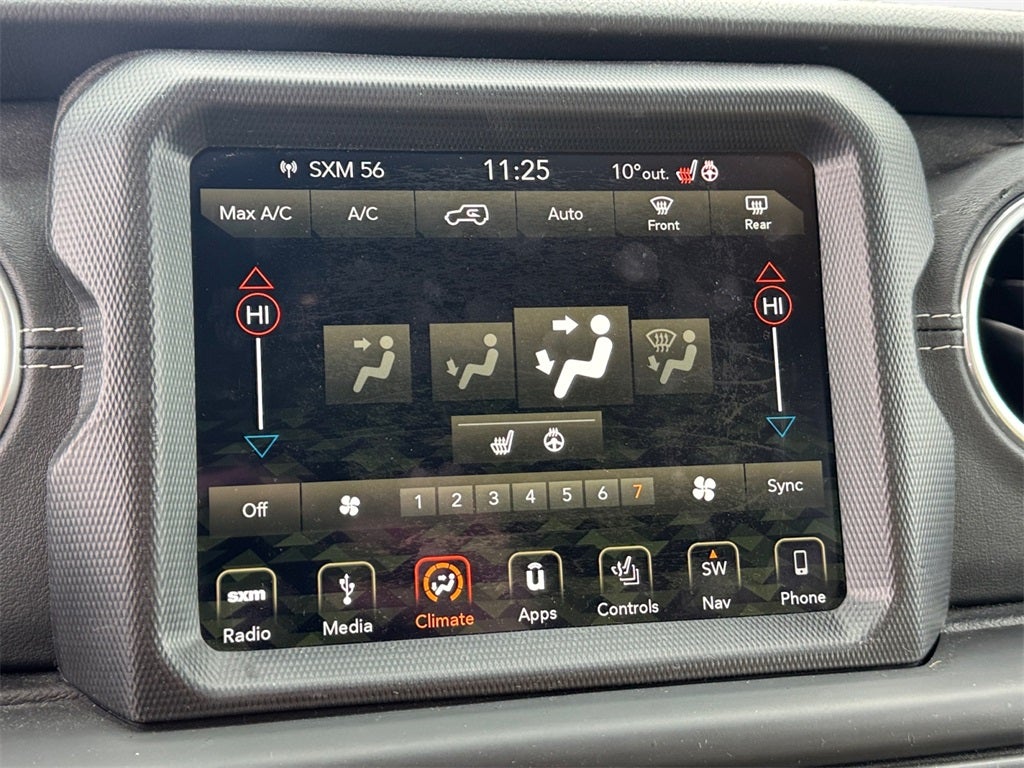 SXM 56 11:25 10°out.
Max A/C A/C Auto Front Rear
HI HI
Off 1 2 3 4 5 6 7 Sync
sxm SW
Radio Media Climate Apps Controls Nav Phone